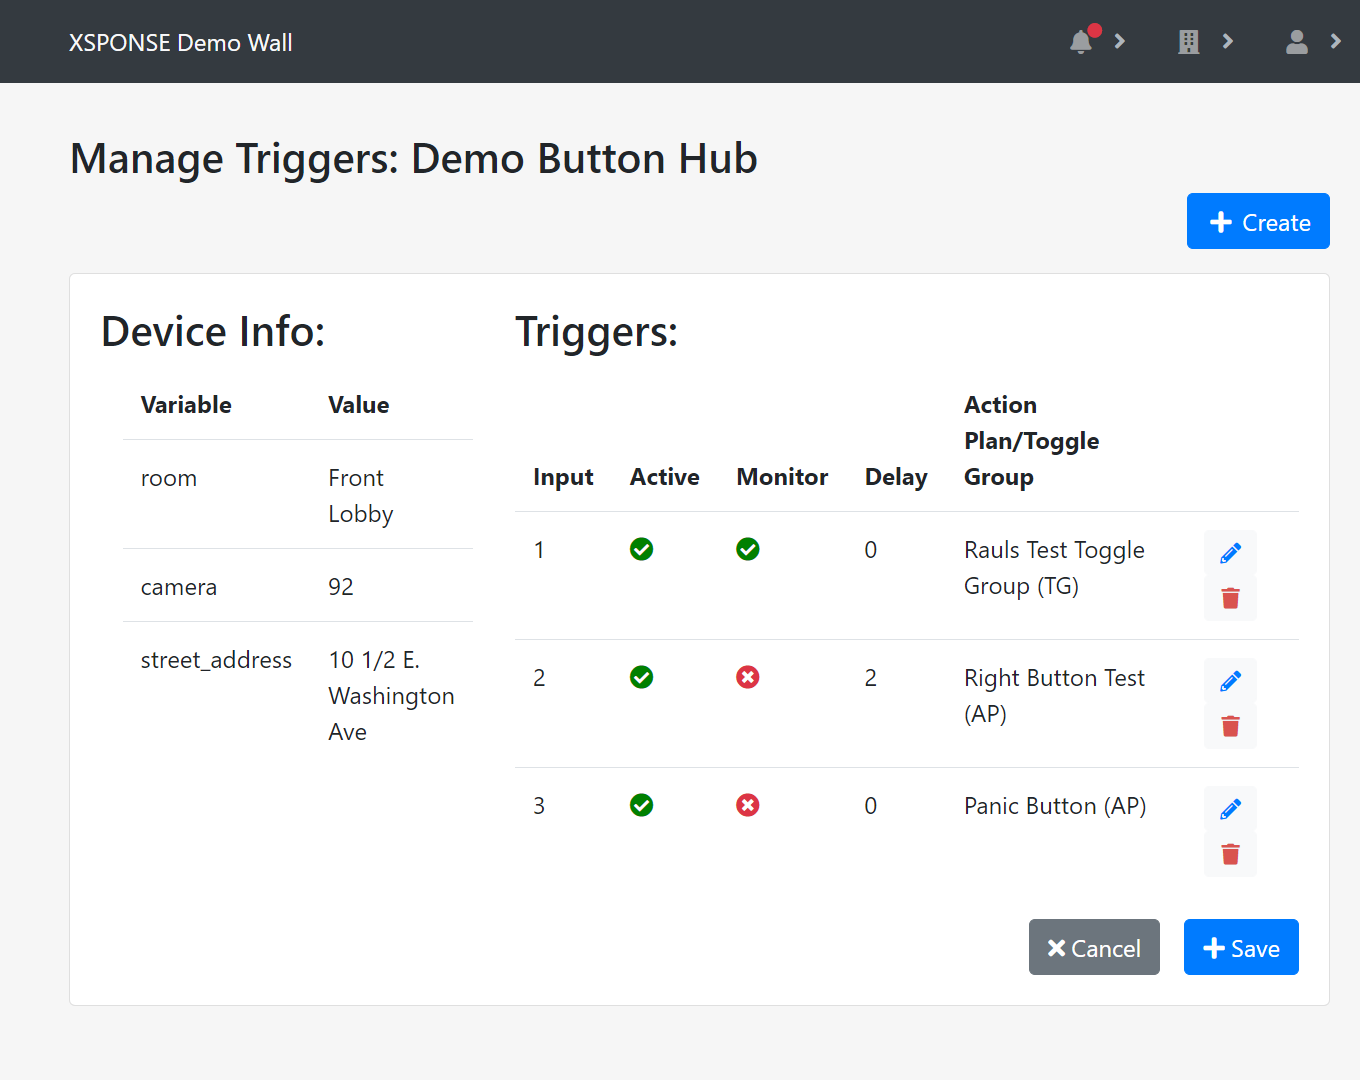 XSPONSE Demo Wall
Manage Triggers: Demo Button Hub
Create
Device Info:
Variable Value
room Front
Lobby
camera 92
street_address 10 1/2 E.
Washington
Ave
Triggers:
Action
Plan/Toggle
Input Active Monitor Delay Group
1 0 Rauls Test Toggle
Group (TG)
2 2 Right Button Test
(AP)
3 0 Panic Button (AP)
Cancel Save